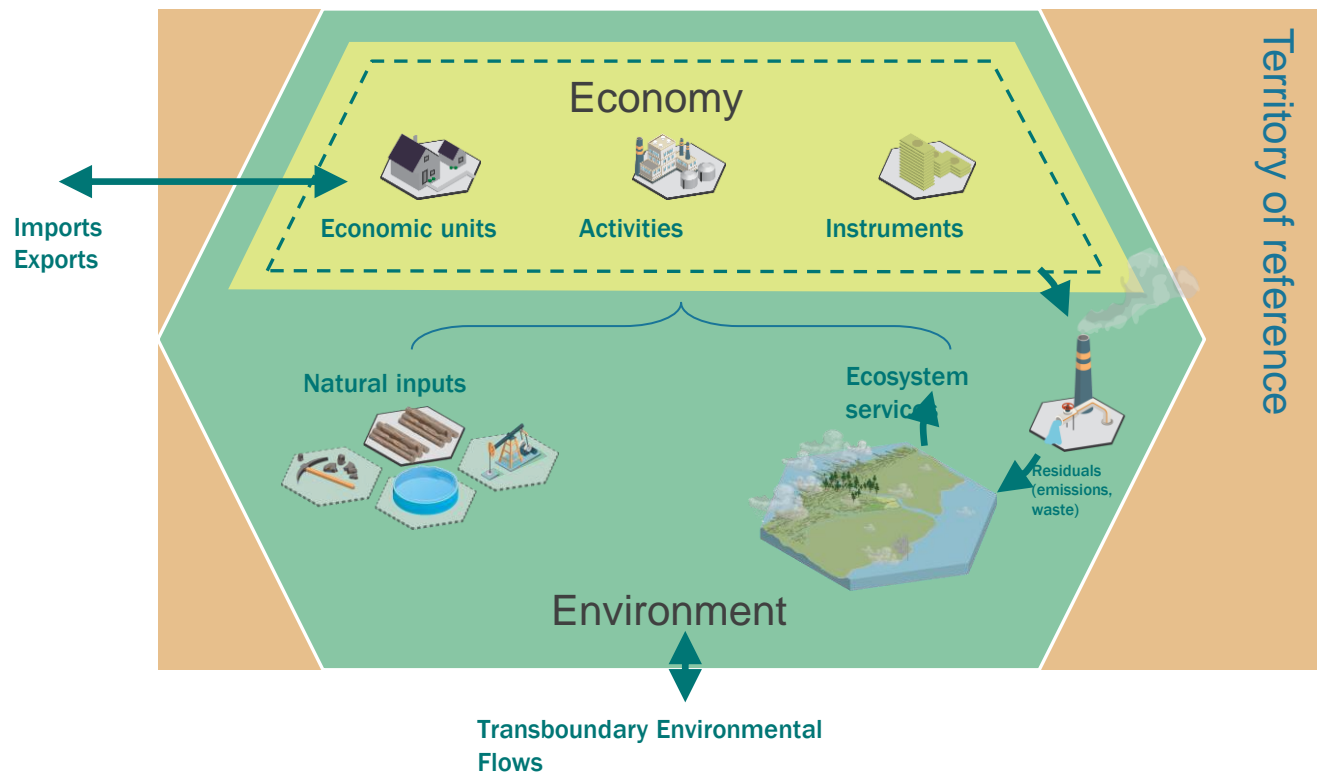 Economy
Territory of reference
Economic units
Activities
Instruments
Imports
Exports
Natural inputs
Ecosystem
services
Residuals
(emissions,
waste)
Environment
Transboundary Environmental
Flows